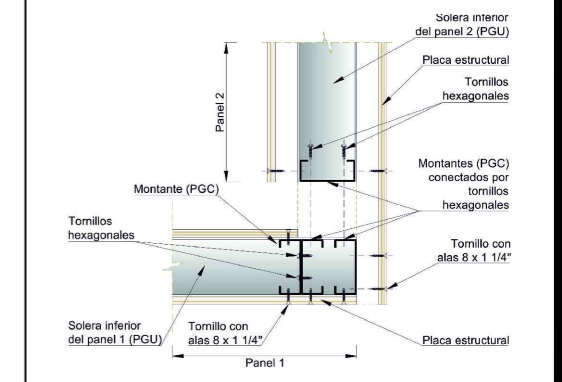 Solera inferior
del panel 2 (PGU)
Placa estructural
Tornillos
hexagonales
Panel 2
Montantes (PGC)
conectados por
tornillos
hexagonales
Montante (PGC)
Tornillos
hexagonales
Tornillo con
alas 8 x 1 1/4"
Solera inferior
del panel 1 (PGU)
Tornillo con
alas 8 x 1 1/4"
Placa estructural
Panel 1